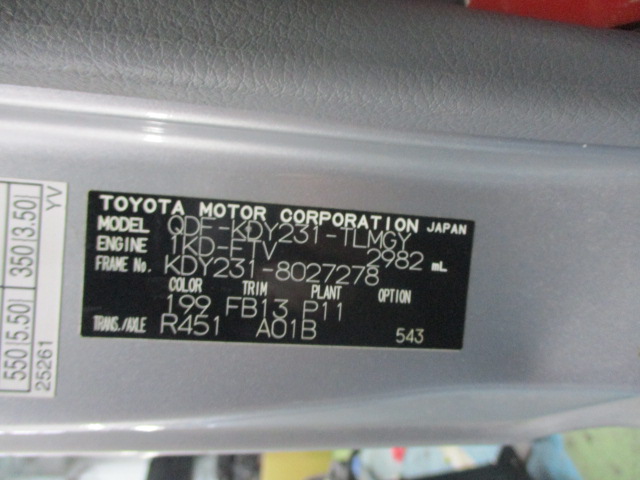 TOYOTA MOTOR CORPORATION JAPAN
MODEL QDF-KDY231-TLMGY
ENGINE 1KD-FTV 2982 mL
FRAME No. KDY231-8027278
COLOR TRIM PLANT OPTION
199 FB13 P11
TRANS./AXLE R451 A01B 543
550 5.50 350 3.50 YV
25261